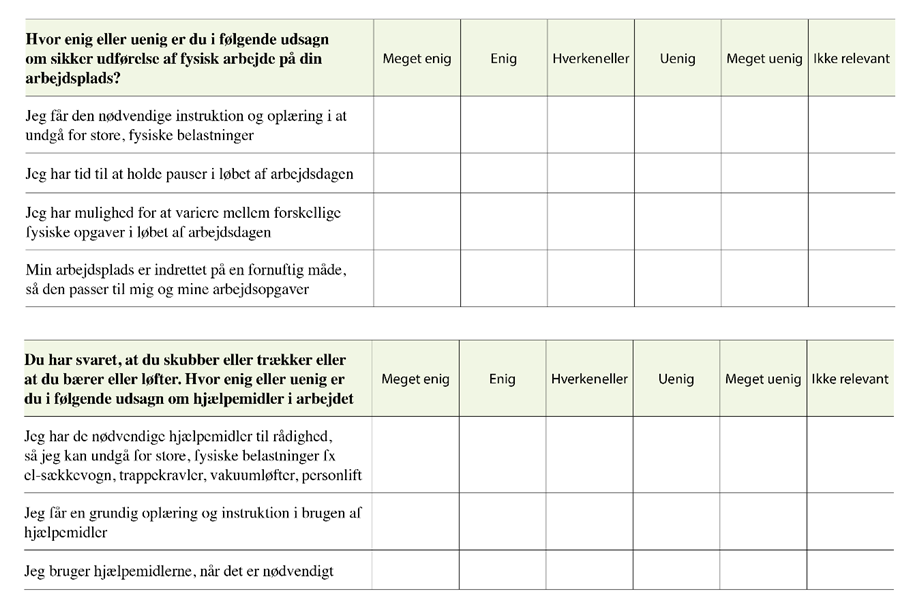 Hvor enig eller uenig er du i følgende udsagn
om sikker udførelse af fysisk arbejde på din
arbejdsplads?
Meget enig
Enig
Hverkeneller
Uenig
Meget uenig
Ikke relevant
Jeg får den nødvendige instruktion og oplæring i at
undgå for store, fysiske belastninger
Jeg har tid til at holde pauser i løbet af arbejdsdagen
Jeg har mulighed for at variere mellem forskellige
fysiske opgaver i løbet af arbejdsdagen
Min arbejdsplads er indrettet på en fornuftig måde,
så den passer til mig og mine arbejdsopgaver
Du har svaret, at du skubber eller trækker eller
at du bærer eller løfter. Hvor enig eller uenig er
du i følgende udsagn om hjælpemidler i arbejdet
Meget enig
Enig
Hverkeneller
Uenig
Meget uenig
Ikke relevant
Jeg har de nødvendige hjælpemidler til rådighed,
så jeg kan undgå for store, fysiske belastninger fx
el-sækkevogn, trappekravler, vakuumløfter, personlift
Jeg får en grundig oplæring og instruktion i brugen af
hjælpemidler
Jeg bruger hjælpemidlerne, når det er nødvendigt